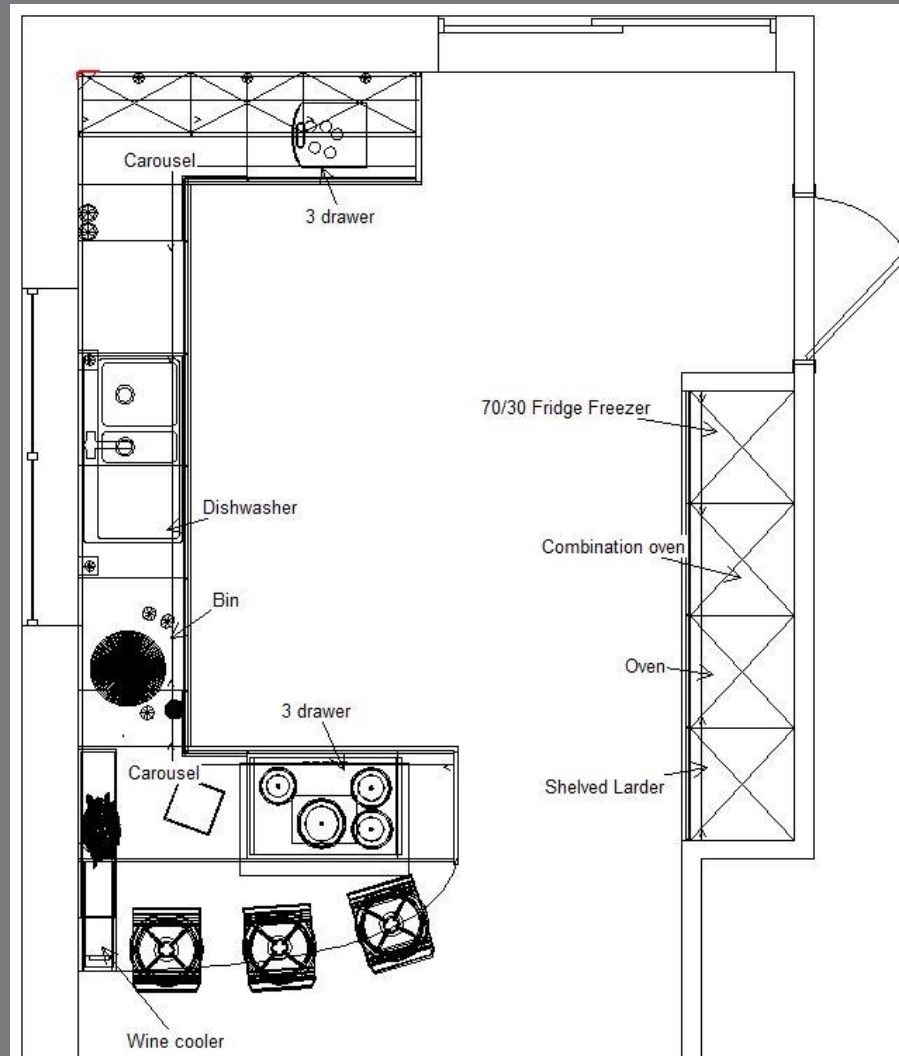 Carousel
3 drawer
70/30 Fridge Freezer
Dishwasher
Combination oven
Bin
Oven
3 drawer
Carousel
Shelved Larder
Wine cooler